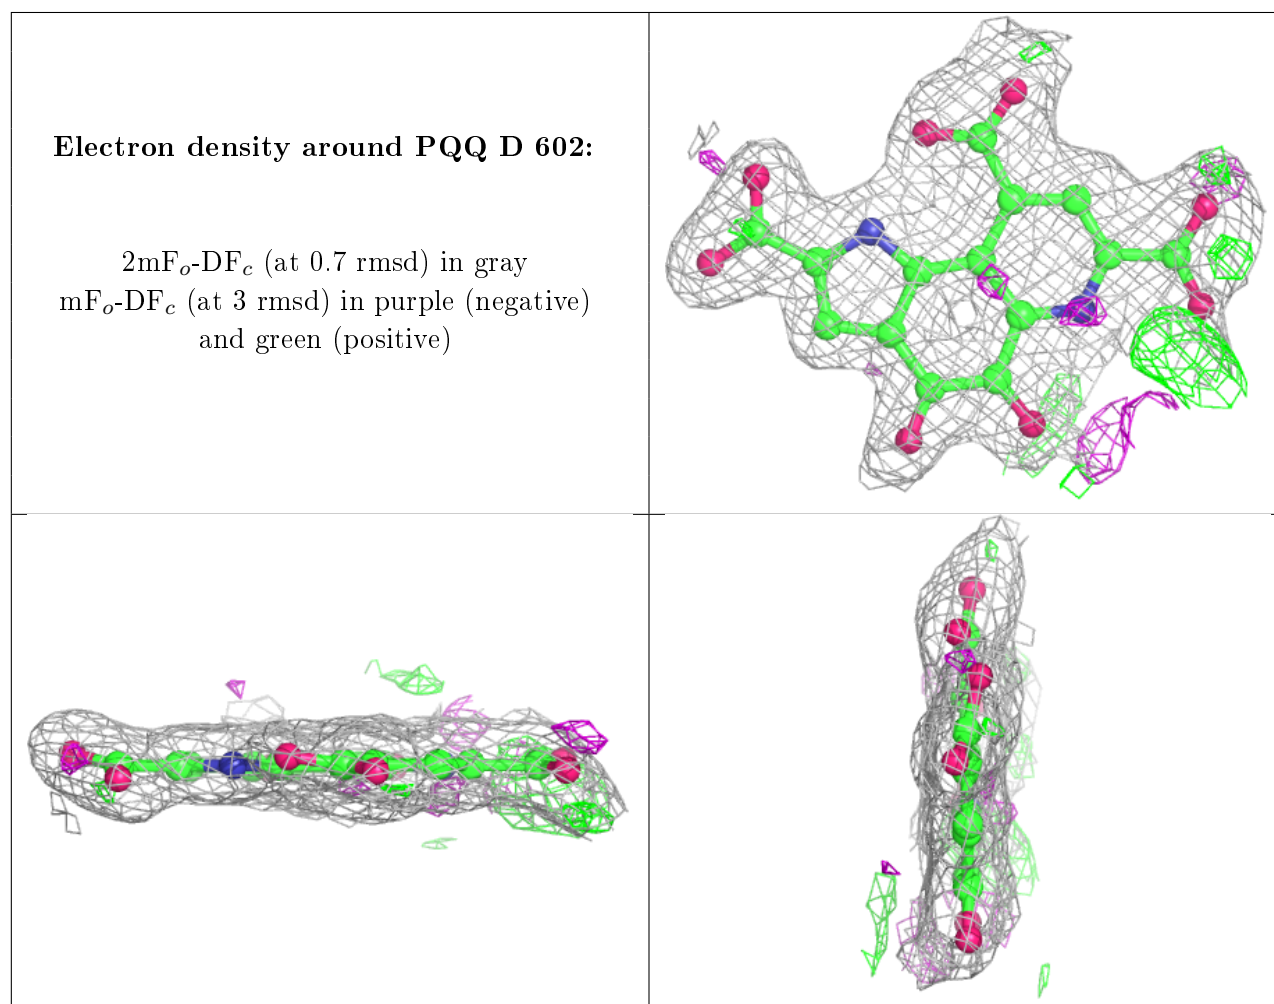 Electron density around PQQ D 602:
2mFo-DFc (at 0.7 rmsd) in gray
mFo-DFc (at 3 rmsd) in purple (negative)
and green (positive)